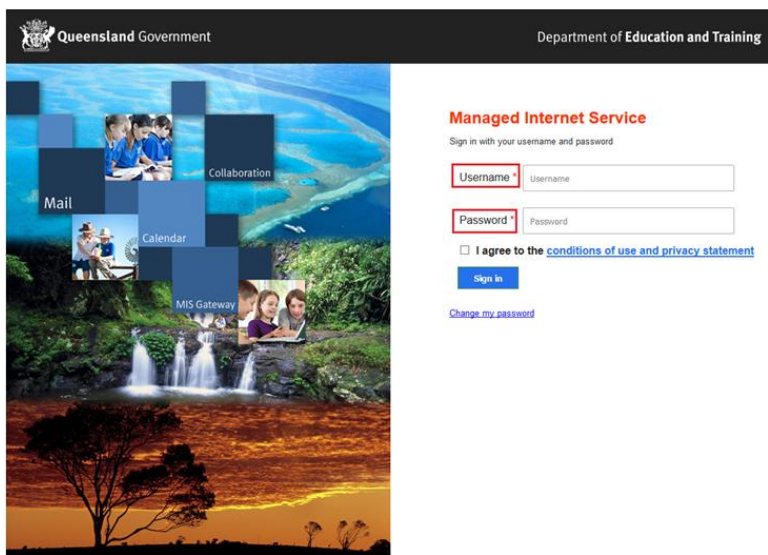 Queensland Government
Department of Education and Training
Collaboration
Mail
Calendar
MIS Gateway
Managed Internet Service
Sign in with your username and password
Username * Username
Password * Password
I agree to the conditions of use and privacy statement
Sign in
Change my password